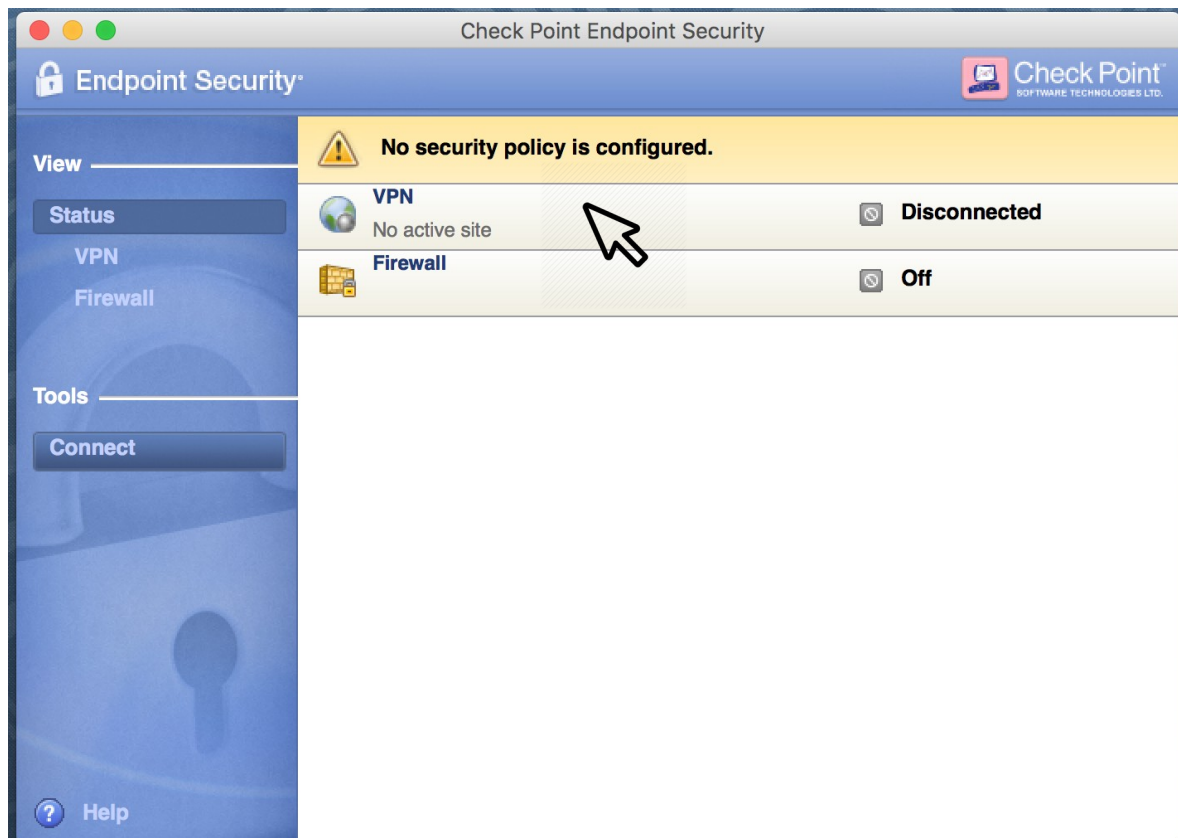 Check Point Endpoint Security
Endpoint Security
Check Point™
SOFTWARE TECHNOLOGIES LTD.
View
Status
VPN
Firewall
Tools
Connect
Help
No security policy is configured.
VPN
No active site
Disconnected
Firewall
Off